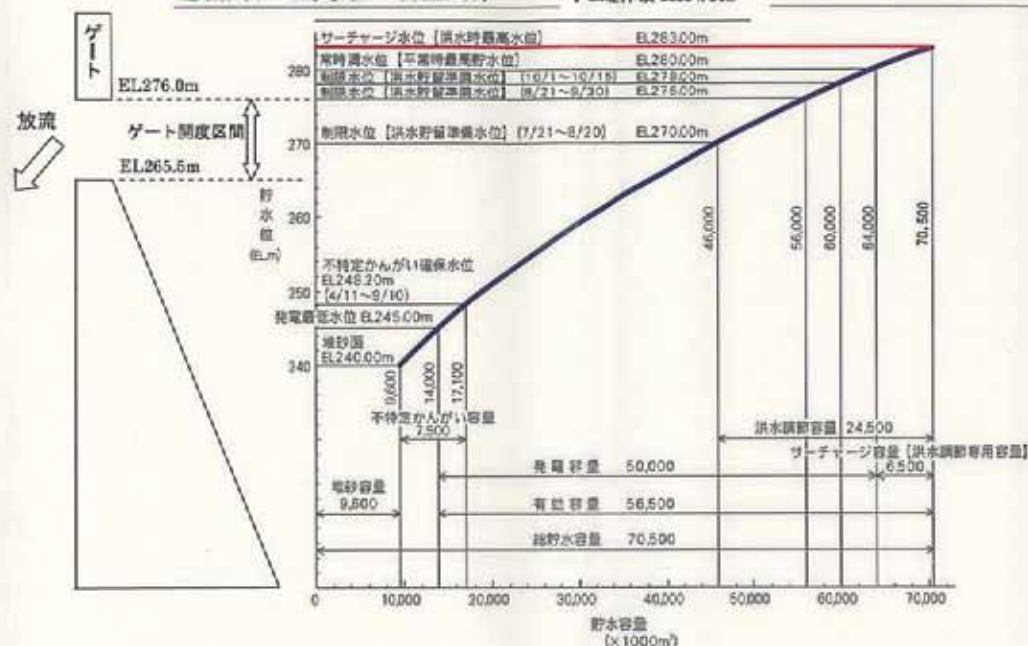 ゲート
サーチャージ水位【洪水時最高水位】 EL283.00m
常時満水位【平常時最高貯水位】 EL280.00m
制限水位【洪水貯留準備水位】(10/1～10/15) EL278.00m
制限水位【洪水貯留準備水位】(8/21～9/30) EL276.00m
制限水位【洪水貯留準備水位】(7/21～8/20) EL270.00m
EL276.0m
放流
ゲート開度区間
EL265.5m
貯水位
(EL.m)
280
270
260
250
240
不特定かんがい確保水位
EL248.20m
(4/11～9/10)
発電最低水位 EL245.00m
堆砂面
EL240.00m
9,600
14,000
17,100
46,000
56,000
60,000
64,000
70,500
不特定かんがい容量
7,500
洪水調節容量 24,500
サーチャージ容量【洪水調節専用容量】
6,500
発電容量 50,000
堆砂容量
9,600
有効容量 56,500
総貯水容量 70,500
0 10,000 20,000 30,000 40,000 50,000 60,000 70,000
貯水容量
(×1000㎥)